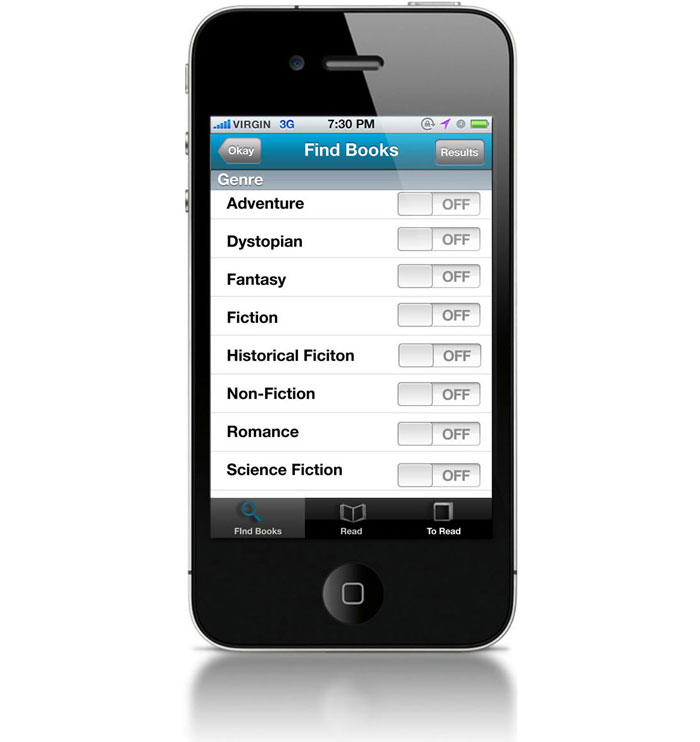 VIRGIN 3G 7:30 PM
Okay Find Books Results
Genre
Adventure OFF
Dystopian OFF
Fantasy OFF
Fiction OFF
Historical Ficiton OFF
Non-Fiction OFF
Romance OFF
Science Fiction OFF
FInd Books Read To Read